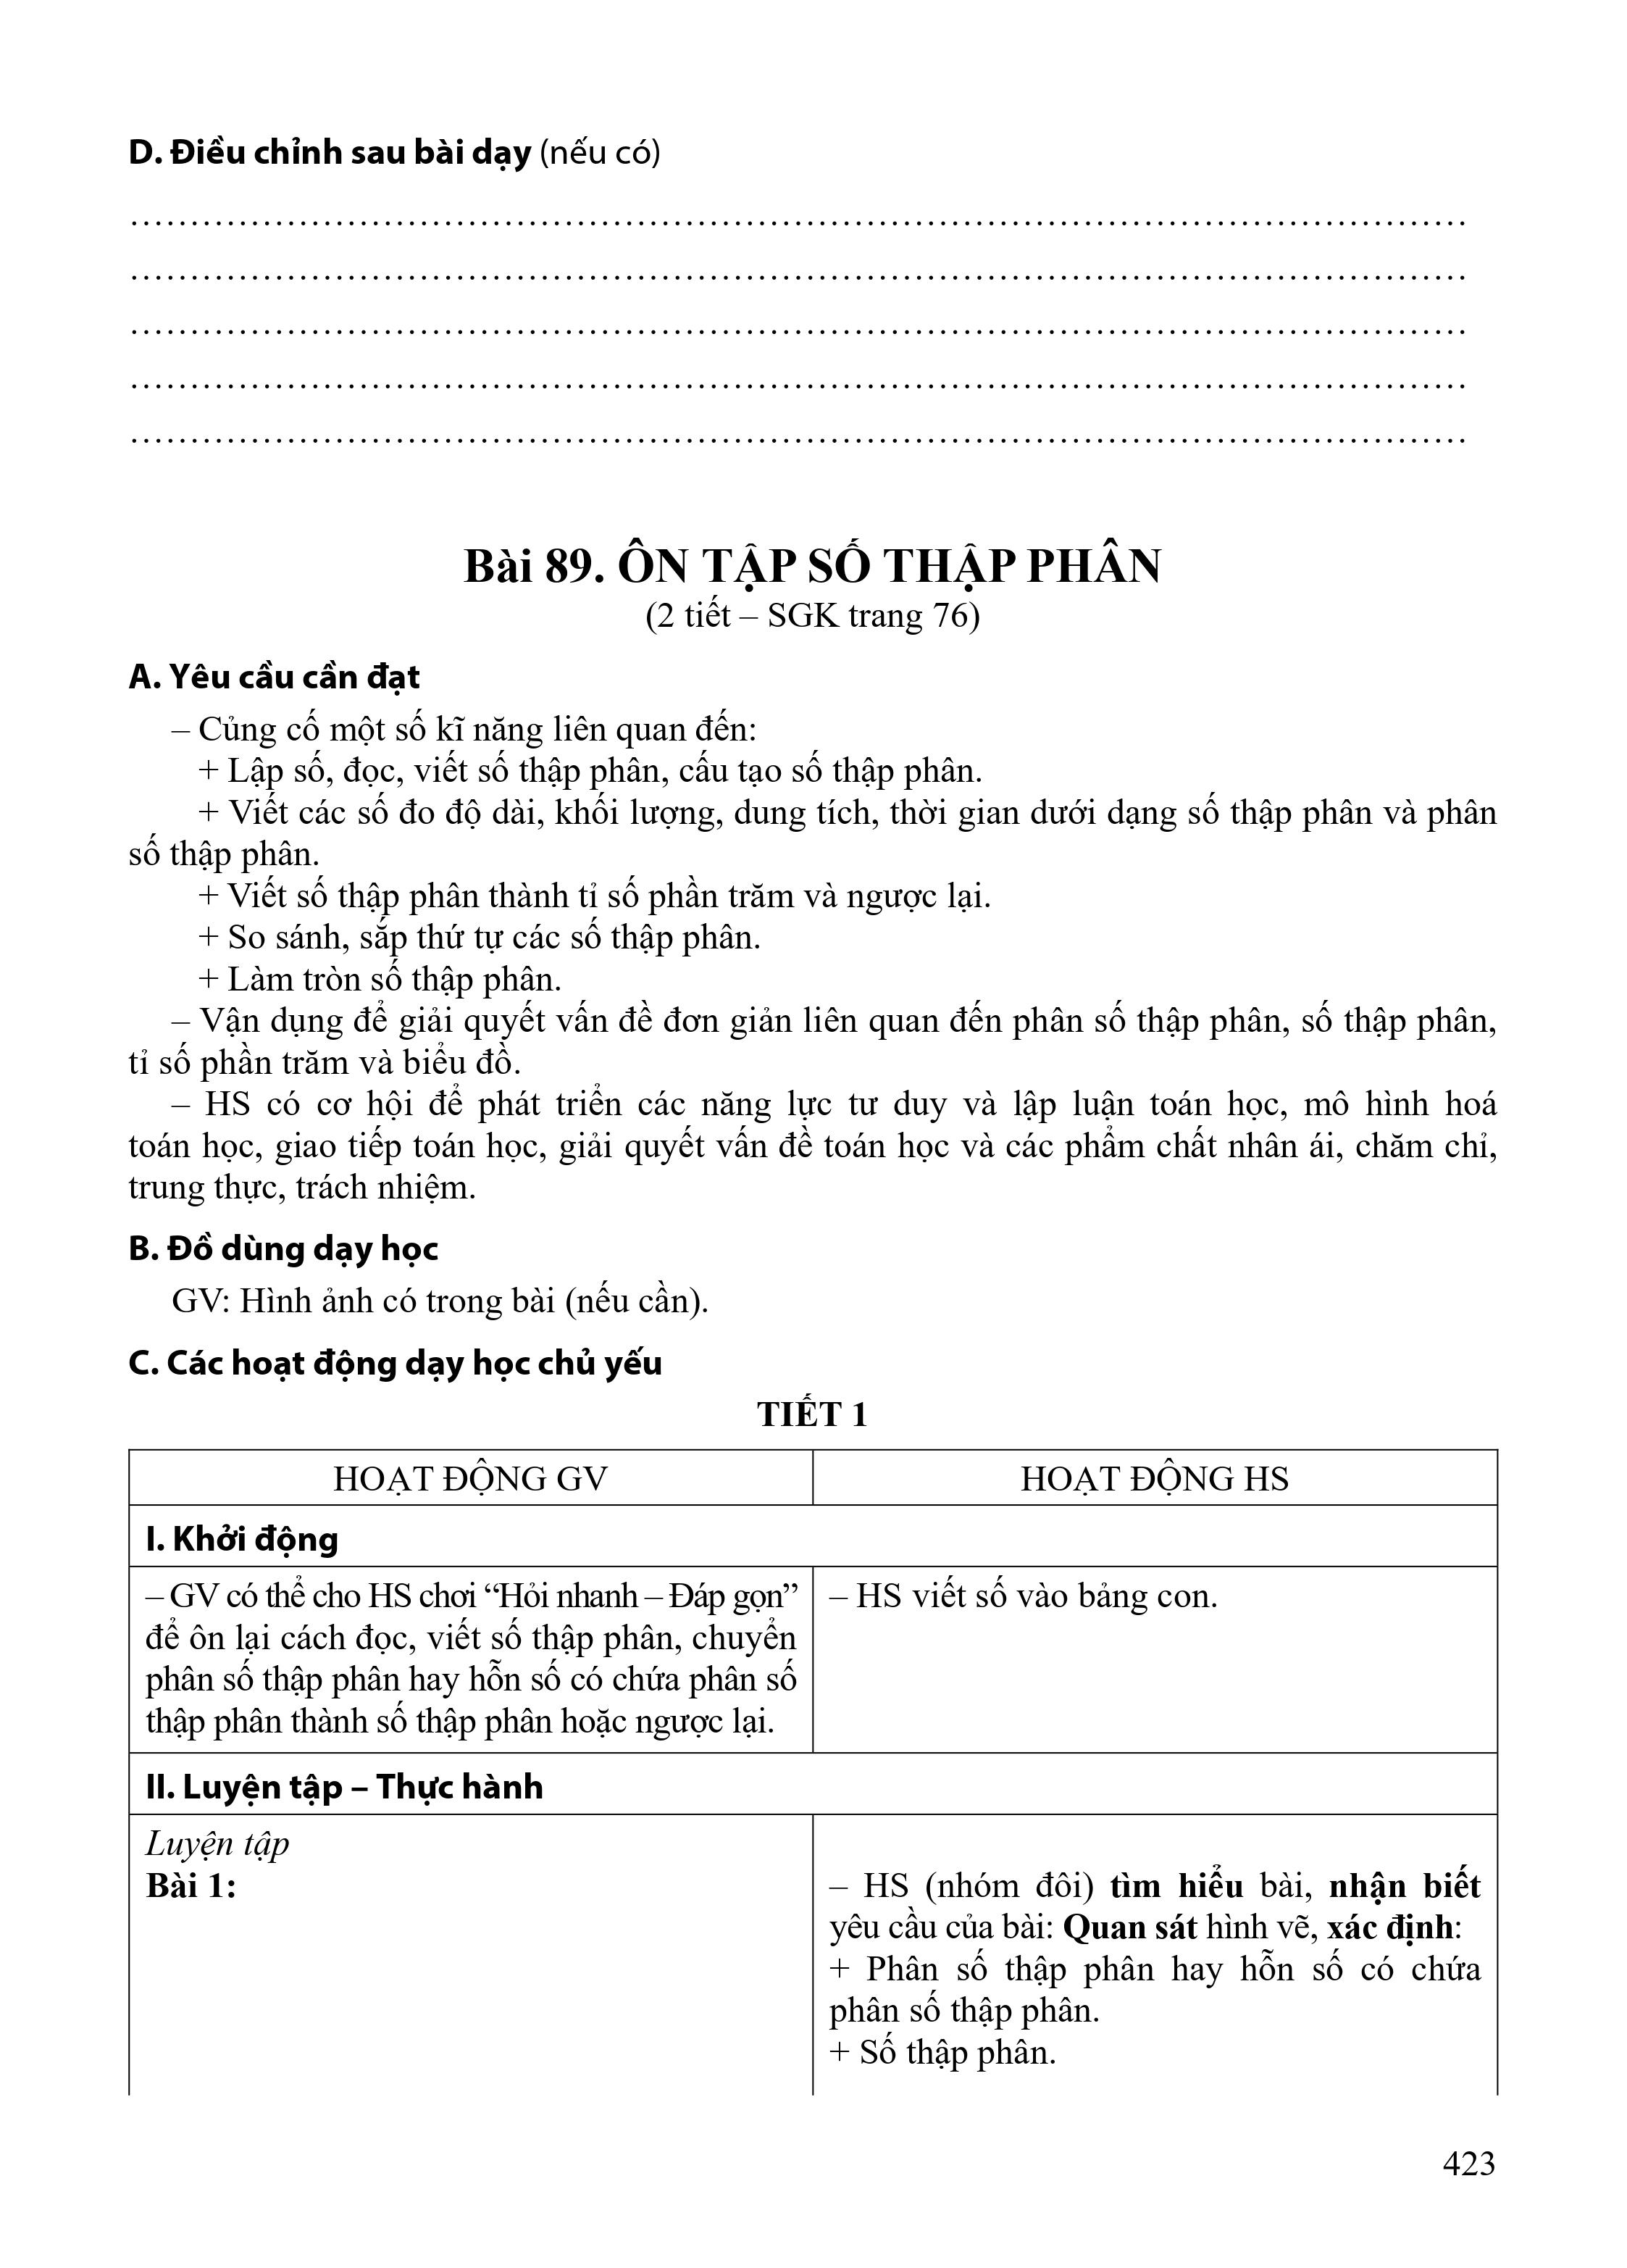 D. Điều chỉnh sau bài dạy (nếu có)
................................................................................
................................................................................
................................................................................
................................................................................
................................................................................
Bài 89. ÔN TẬP SỐ THẬP PHÂN
(2 tiết – SGK trang 76)
A. Yêu cầu cần đạt
– Củng cố một số kĩ năng liên quan đến:
+ Lập số, đọc, viết số thập phân, cấu tạo số thập phân.
+ Viết các số đo độ dài, khối lượng, dung tích, thời gian dưới dạng số thập phân và phân
số thập phân.
+ Viết số thập phân thành tỉ số phần trăm và ngược lại.
+ So sánh, sắp thứ tự các số thập phân.
+ Làm tròn số thập phân.
– Vận dụng để giải quyết vấn đề đơn giản liên quan đến phân số thập phân, số thập phân,
tỉ số phần trăm và biểu đồ.
– HS có cơ hội để phát triển các năng lực tư duy và lập luận toán học, mô hình hoá
toán học, giao tiếp toán học, giải quyết vấn đề toán học và các phẩm chất nhân ái, chăm chỉ,
trung thực, trách nhiệm.
B. Đồ dùng dạy học
GV: Hình ảnh có trong bài (nếu cần).
C. Các hoạt động dạy học chủ yếu
TIẾT 1
HOẠT ĐỘNG GV
HOẠT ĐỘNG HS
I. Khởi động
– GV có thể cho HS chơi “Hỏi nhanh – Đáp gọn”
để ôn lại cách đọc, viết số thập phân, chuyển
phân số thập phân hay hỗn số có chứa phân số
thập phân thành số thập phân hoặc ngược lại.
– HS viết số vào bảng con.
II. Luyện tập – Thực hành
Luyện tập
Bài 1:
– HS (nhóm đôi) tìm hiểu bài, nhận biết
yêu cầu của bài: Quan sát hình vẽ, xác định:
+ Phân số thập phân hay hỗn số có chứa
phân số thập phân.
+ Số thập phân.
423